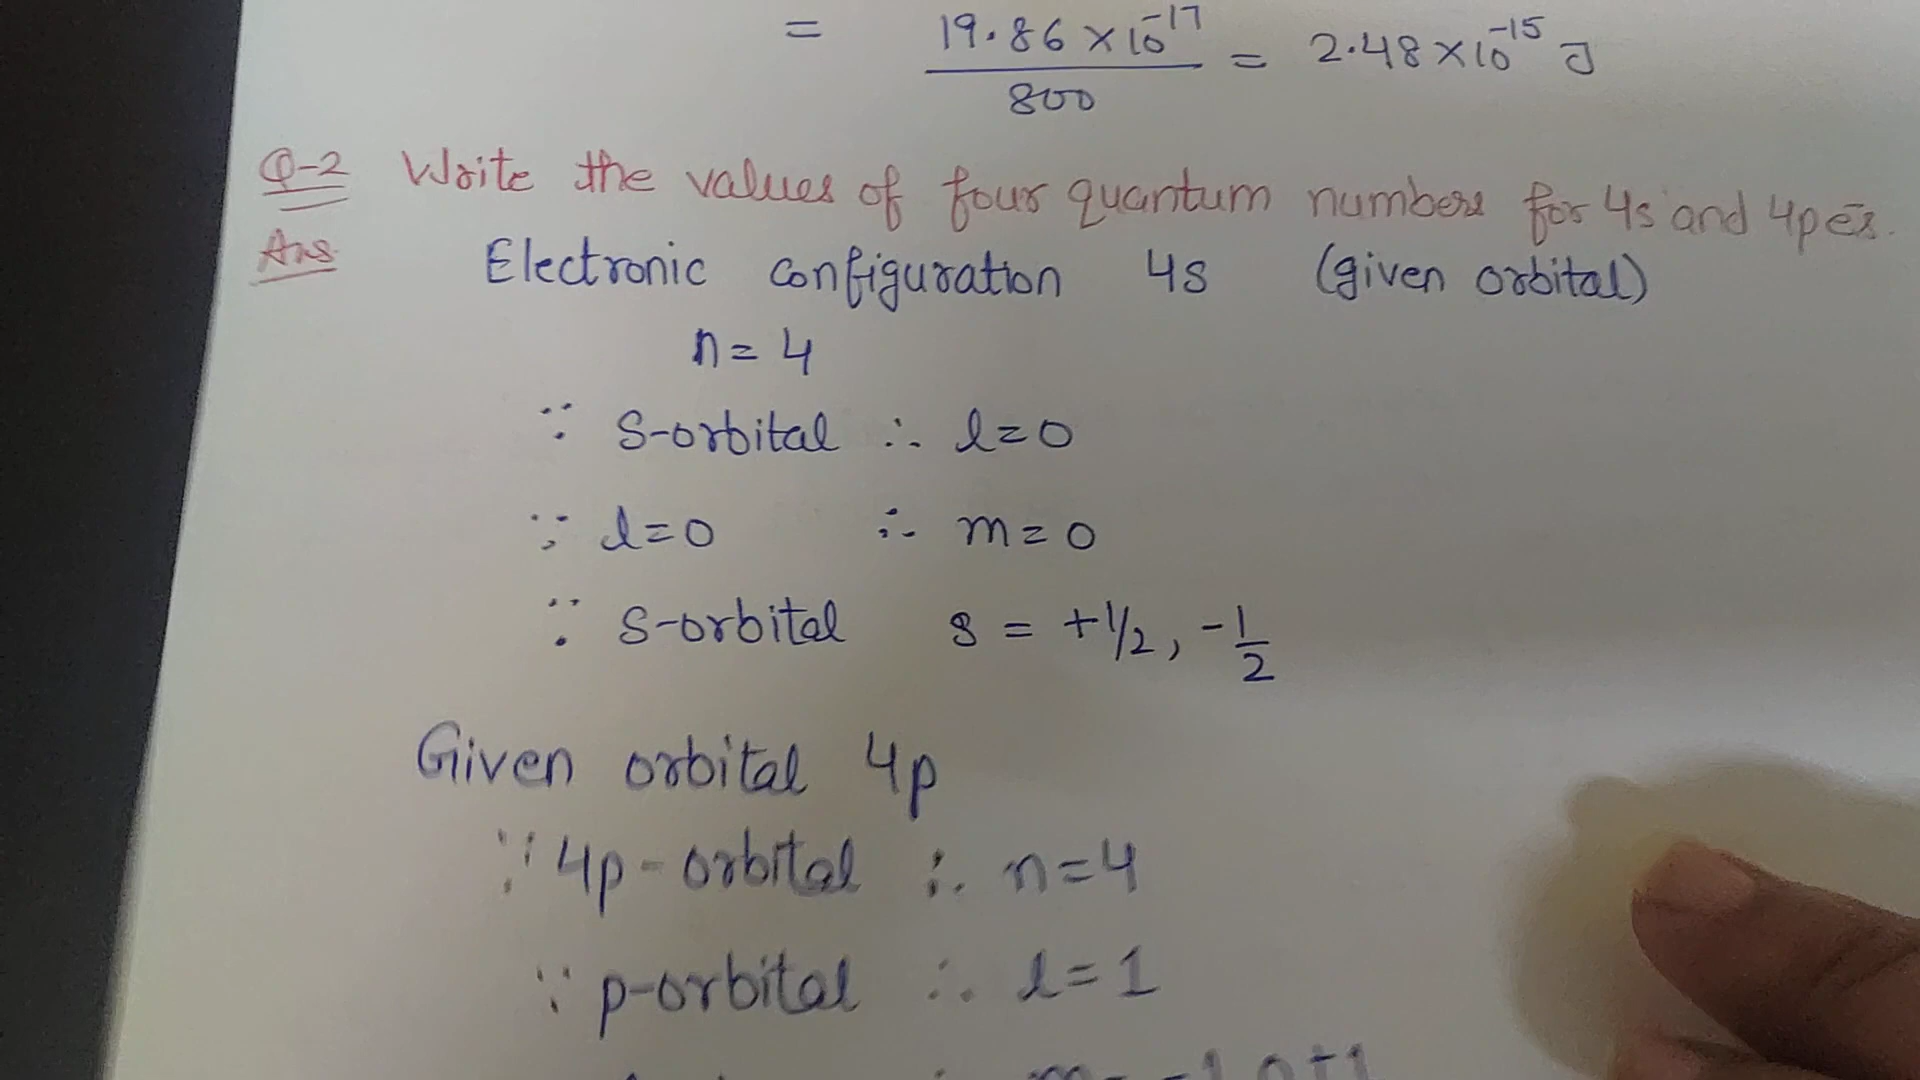 = 19.86 × 10⁻¹⁷ / 800 = 2.48 × 10⁻¹⁵ J
Q-2 Write the values of four quantum numbers for 4s and 4p
Ans Electronic configuration 4s (given orbital)
n = 4
∵ S-orbital ∴ l = 0
∵ l = 0 ∴ m = 0
∵ S-orbital s = +1/2, -1/2
Given orbital 4p
∵ 4p-orbital ∴ n = 4
∵ p-orbital ∴ l = 1